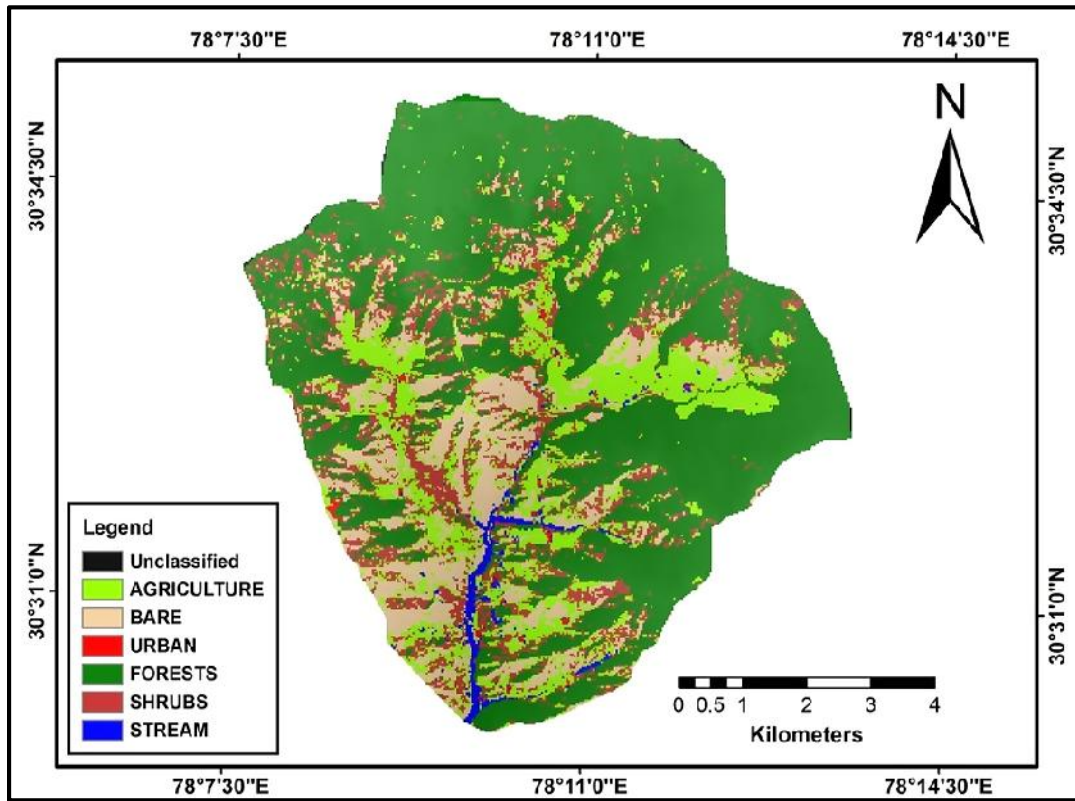 78°7'30"E 78°11'0"E 78°14'30"E
N
30°34'30"N
30°34'30"N
Legend
Unclassified
AGRICULTURE
BARE
URBAN
FORESTS
SHRUBS
STREAM
30°31'0"N
30°31'0"N
0 0.5 1 2 3 4
Kilometers
78°7'30"E 78°11'0"E 78°14'30"E